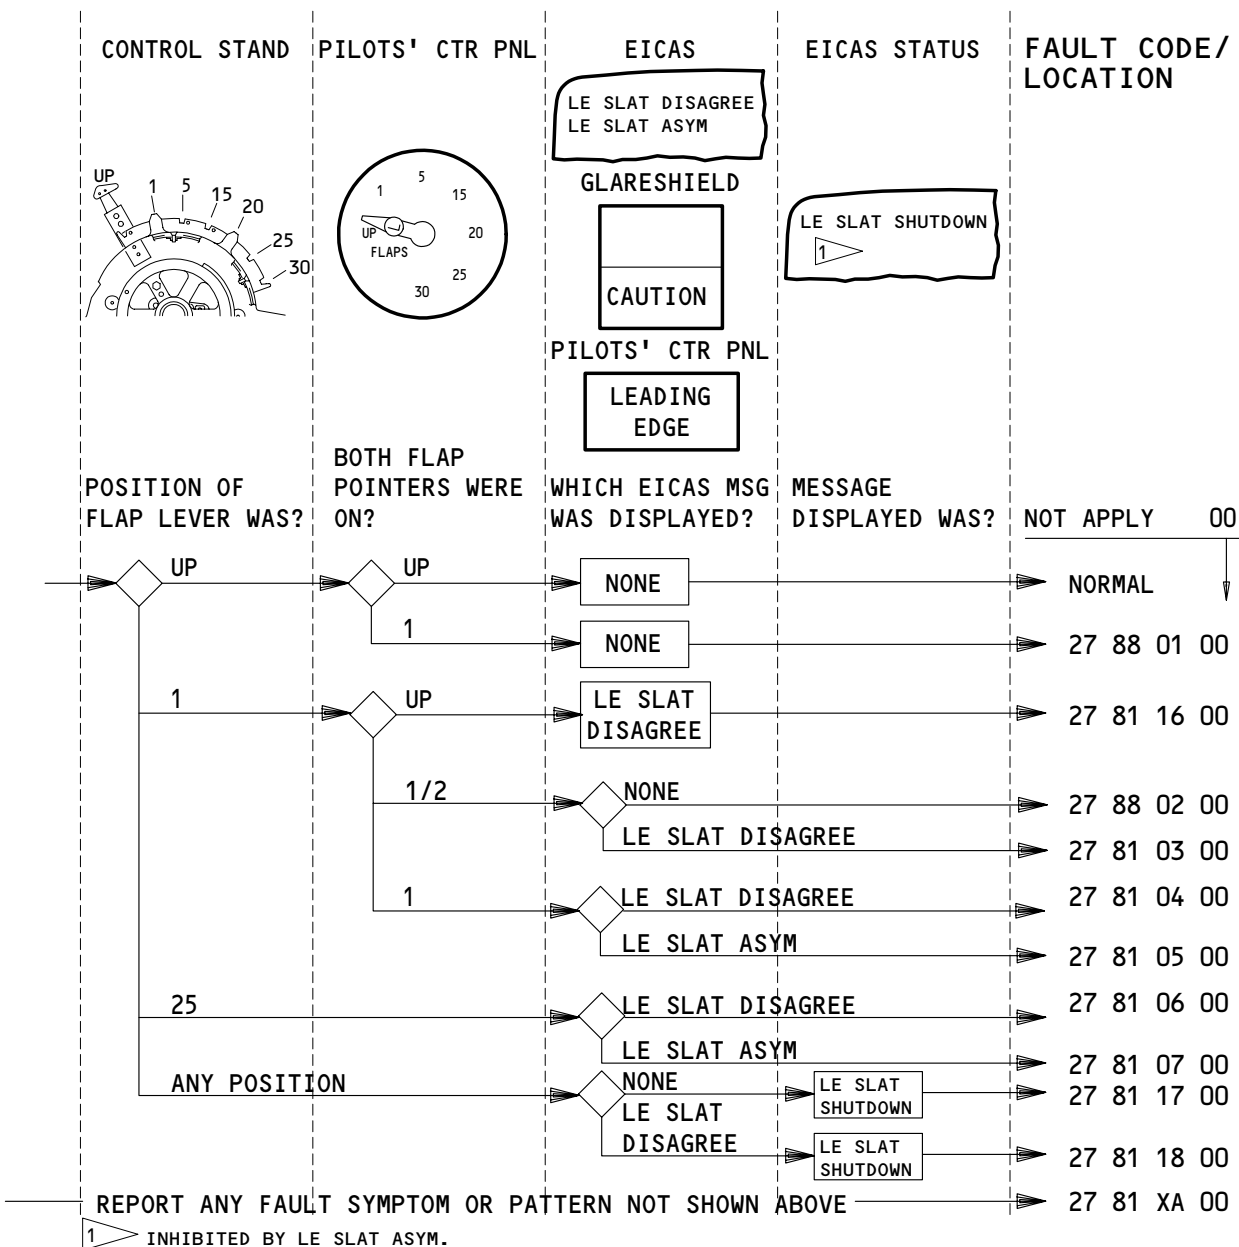 CONTROL STAND
PILOTS' CTR PNL
EICAS
EICAS STATUS
FAULT CODE/
LOCATION
LE SLAT DISAGREE
LE SLAT ASYM
UP
1
5
15
20
25
30
UP
1
5
15
20
25
30
FLAPS
GLARESHIELD
CAUTION
PILOTS' CTR PNL
LEADING
EDGE
LE SLAT SHUTDOWN
1
POSITION OF
FLAP LEVER WAS?
BOTH FLAP
POINTERS WERE
ON?
WHICH EICAS MSG
WAS DISPLAYED?
MESSAGE
DISPLAYED WAS?
NOT APPLY 00
UP
UP
NONE
NORMAL
1
NONE
27 88 01 00
1
UP
LE SLAT
DISAGREE
27 81 16 00
1/2
NONE
27 88 02 00
LE SLAT DISAGREE
27 81 03 00
1
LE SLAT DISAGREE
27 81 04 00
LE SLAT ASYM
27 81 05 00
25
LE SLAT DISAGREE
27 81 06 00
LE SLAT ASYM
27 81 07 00
ANY POSITION
NONE
LE SLAT
SHUTDOWN
27 81 17 00
LE SLAT
DISAGREE
LE SLAT
SHUTDOWN
27 81 18 00
REPORT ANY FAULT SYMPTOM OR PATTERN NOT SHOWN ABOVE
27 81 XA 00
1 INHIBITED BY LE SLAT ASYM.